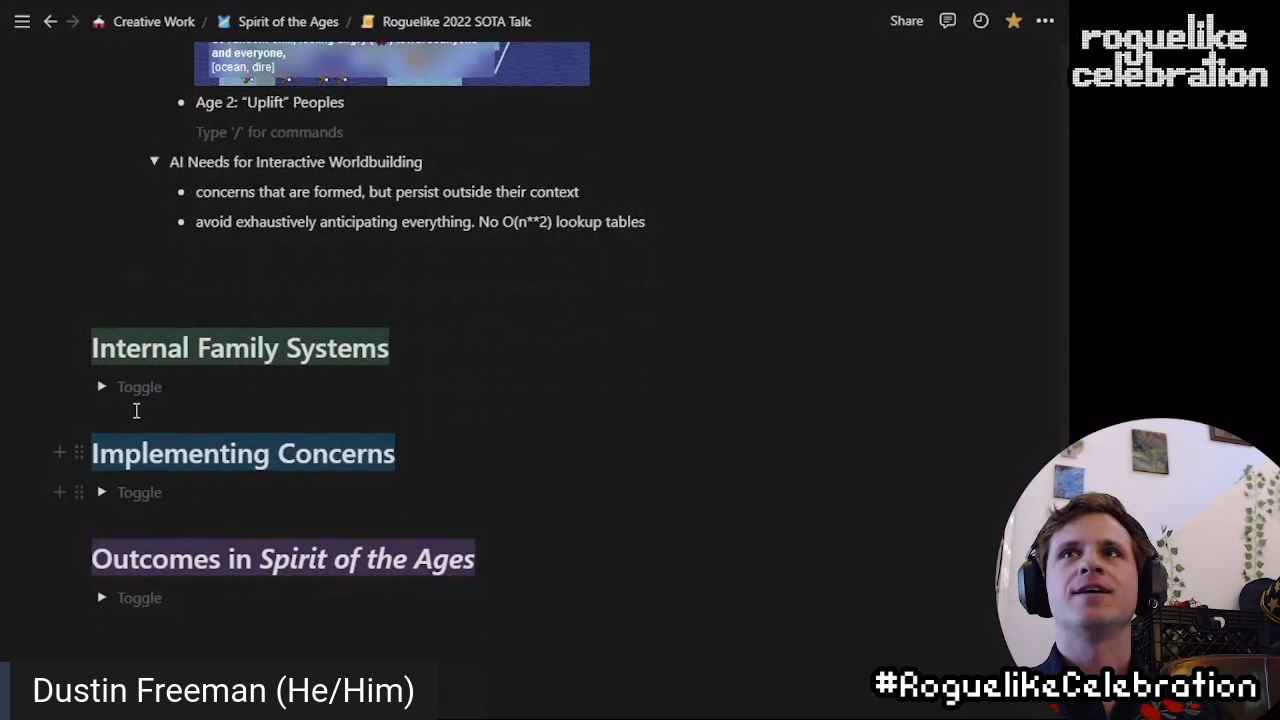 Creative Work / Spirit of the Ages / Roguelike 2022 SOTA Talk
Share
roguelike
celebration
and everyone,
[ocean, dire]
Age 2: “Uplift” Peoples
Type '/' for commands
AI Needs for Interactive Worldbuilding
concerns that are formed, but persist outside their context
avoid exhaustively anticipating everything. No O(n**2) lookup tables
Internal Family Systems
Toggle
Implementing Concerns
Toggle
Outcomes in Spirit of the Ages
Toggle
Dustin Freeman (He/Him)
#RoguelikeCelebration